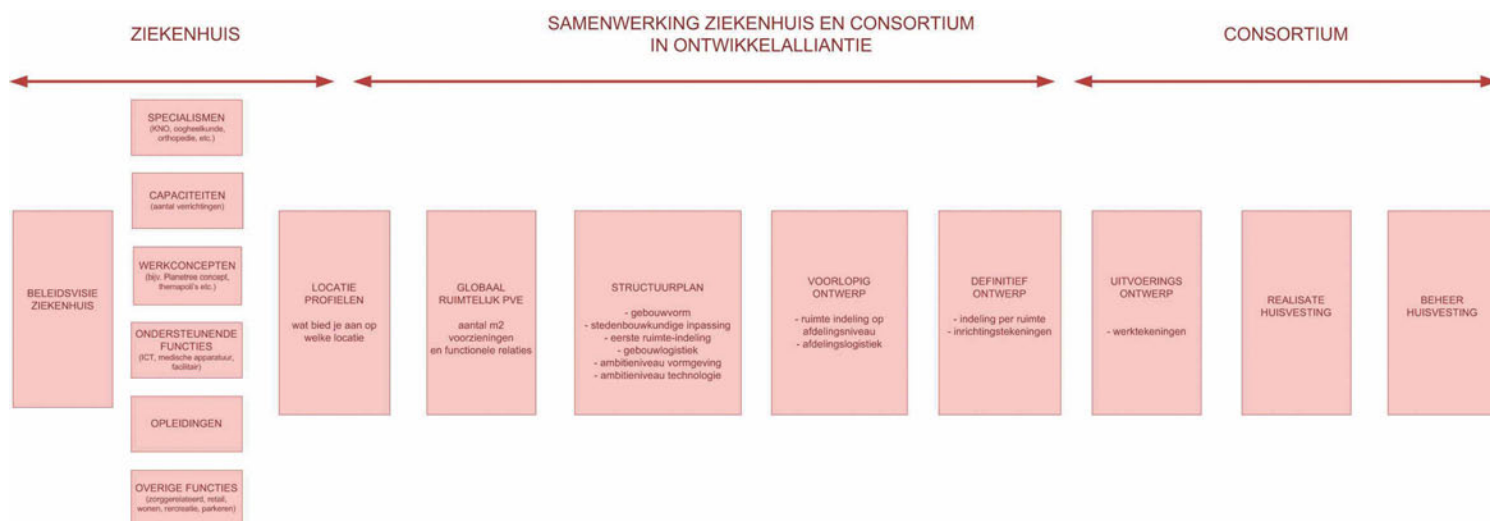 ZIEKENHUIS
SAMENWERKING ZIEKENHUIS EN CONSORTIUM
IN ONTWIKKELALLIANTIE
CONSORTIUM
BELEIDSVISIE
ZIEKENHUIS
SPECIALISMEN
(KNO, oogheelkunde,
orthopedie, etc.)
CAPACITEITEN
(aantal verrichtingen)
WERKCONCEPTEN
(bijv. Planetree concept,
themapoli's etc.)
ONDERSTEUNENDE
FUNCTIES
(ICT, medische apparatuur,
facilitair)
OPLEIDINGEN
OVERIGE FUNCTIES
(zorggerelateerd, retail,
wonen, rercreatie, parkeren)
LOCATIE
PROFIELEN
wat bied je aan op
welke locatie
GLOBAAL
RUIMTELIJK PVE
aantal m2
voorzieningen
en functionele relaties
STRUCTUURPLAN
- gebouwvorm
- stedenbouwkundige inpassing
- eerste ruimte-indeling
- gebouwlogistiek
- ambitieniveau vormgeving
- ambitieniveau technologie
VOORLOPIG
ONTWERP
- ruimte indeling op
afdelingsniveau
- afdelingslogistiek
DEFINITIEF
ONTWERP
- indeling per ruimte
- inrichtingstekeningen
UITVOERINGS
ONTWERP
- werktekeningen
REALISATE
HUISVESTING
BEHEER
HUISVESTING